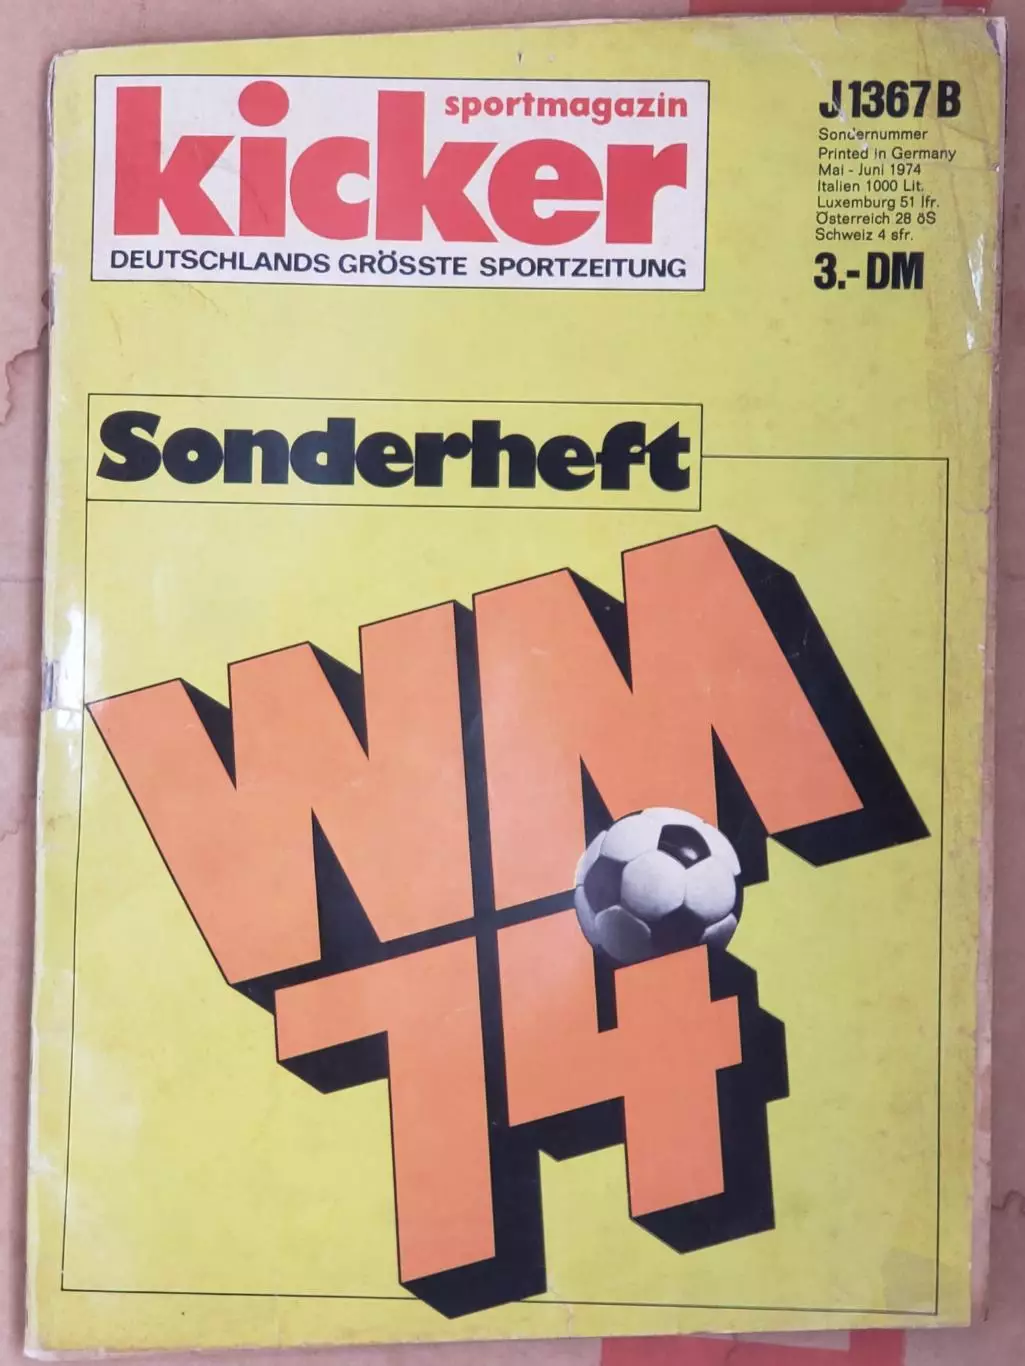 sportmagazin
kicker
DEUTSCHLANDS GRÖSSTE SPORTZEITUNG
J 1367 B
Sondernummer
Printed in Germany
Mai - Juni 1974
Italien 1000 Lit.
Luxemburg 51 lfr.
Österreich 28 öS
Schweiz 4 sfr.
3.-DM
Sonderheft
WM
74